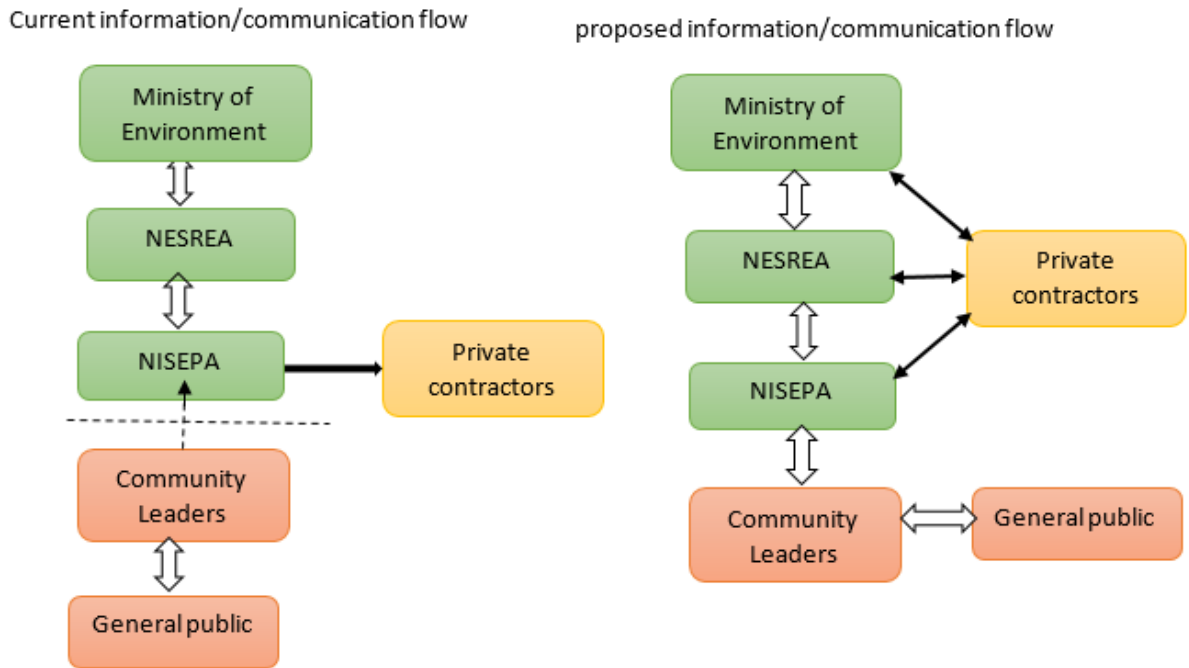 Current information/communication flow
Ministry of
Environment
NESREA
NISEPA
Private
contractors
Community
Leaders
General public
proposed information/communication flow
Ministry of
Environment
NESREA
Private
contractors
NISEPA
Community
Leaders
General public